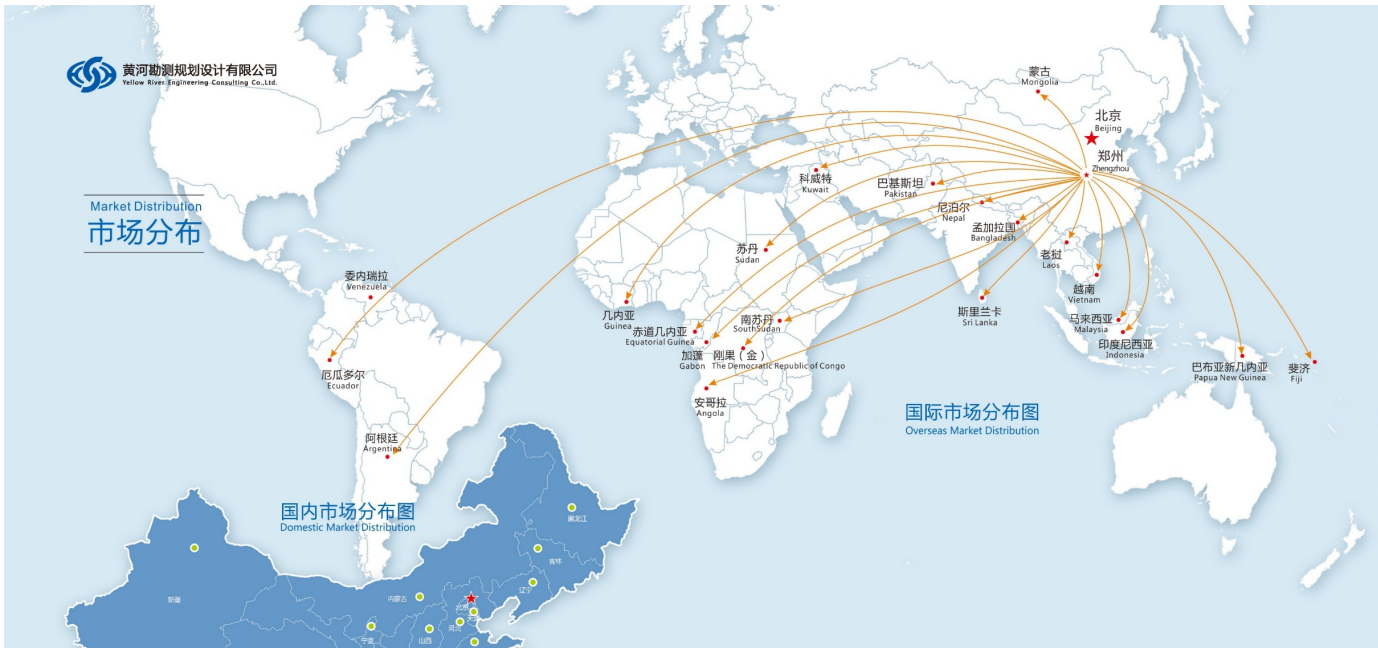 黄河勘测规划设计有限公司
Yellow River Engineering Consulting Co.,Ltd.
Market Distribution
市场分布
蒙古
Mongolia
北京
Beijing
郑州
Zhengzhou
科威特
Kuwait
巴基斯坦
Pakistan
尼泊尔
Nepal
孟加拉国
Bangladesh
老挝
Laos
越南
Vietnam
斯里兰卡
Sri Lanka
马来西亚
Malaysia
印度尼西亚
Indonesia
巴布亚新几内亚
Papua New Guinea
斐济
Fiji
苏丹
Sudan
几内亚
Guinea
赤道几内亚
Equatorial Guinea
南苏丹
SouthSudan
加蓬
Gabon
刚果（金）
The Democratic Republic of Congo
安哥拉
Angola
委内瑞拉
Venezuela
厄瓜多尔
Ecuador
阿根廷
Argentina
国际市场分布图
Overseas Market Distribution
国内市场分布图
Domestic Market Distribution
黑龙江
吉林
辽宁
新疆
内蒙古
北京
天津
河北
山西
宁夏